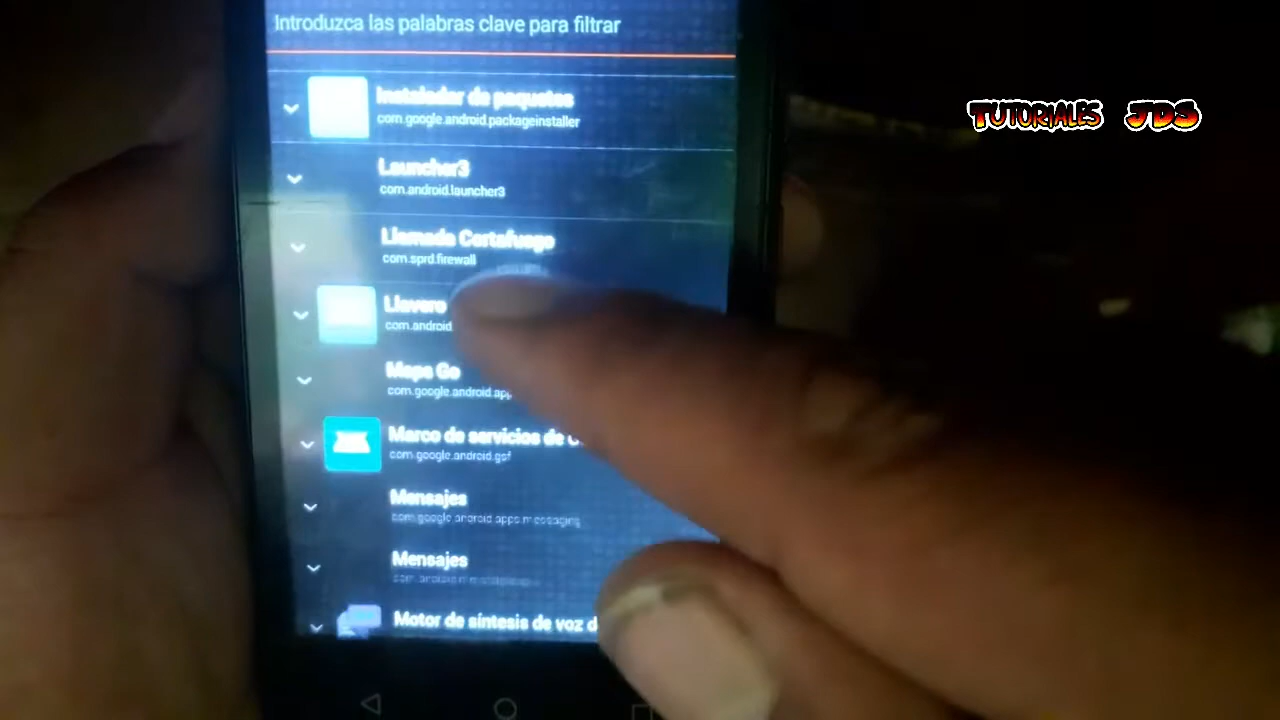 Introduzca las palabras clave para filtrar
TUTORIALES JDS
Instalador de paquetes
com.google.android.packageinstaller
Launcher3
com.android.launcher3
Llamada Cortafuego
com.sprd.firewall
Llavero
com.android
Maps Go
com.google.android.app
Marco de servicios de
com.google.android.gsf
Mensajes
com.google.android.apps.messaging
Mensajes
Motor de síntesis de voz d